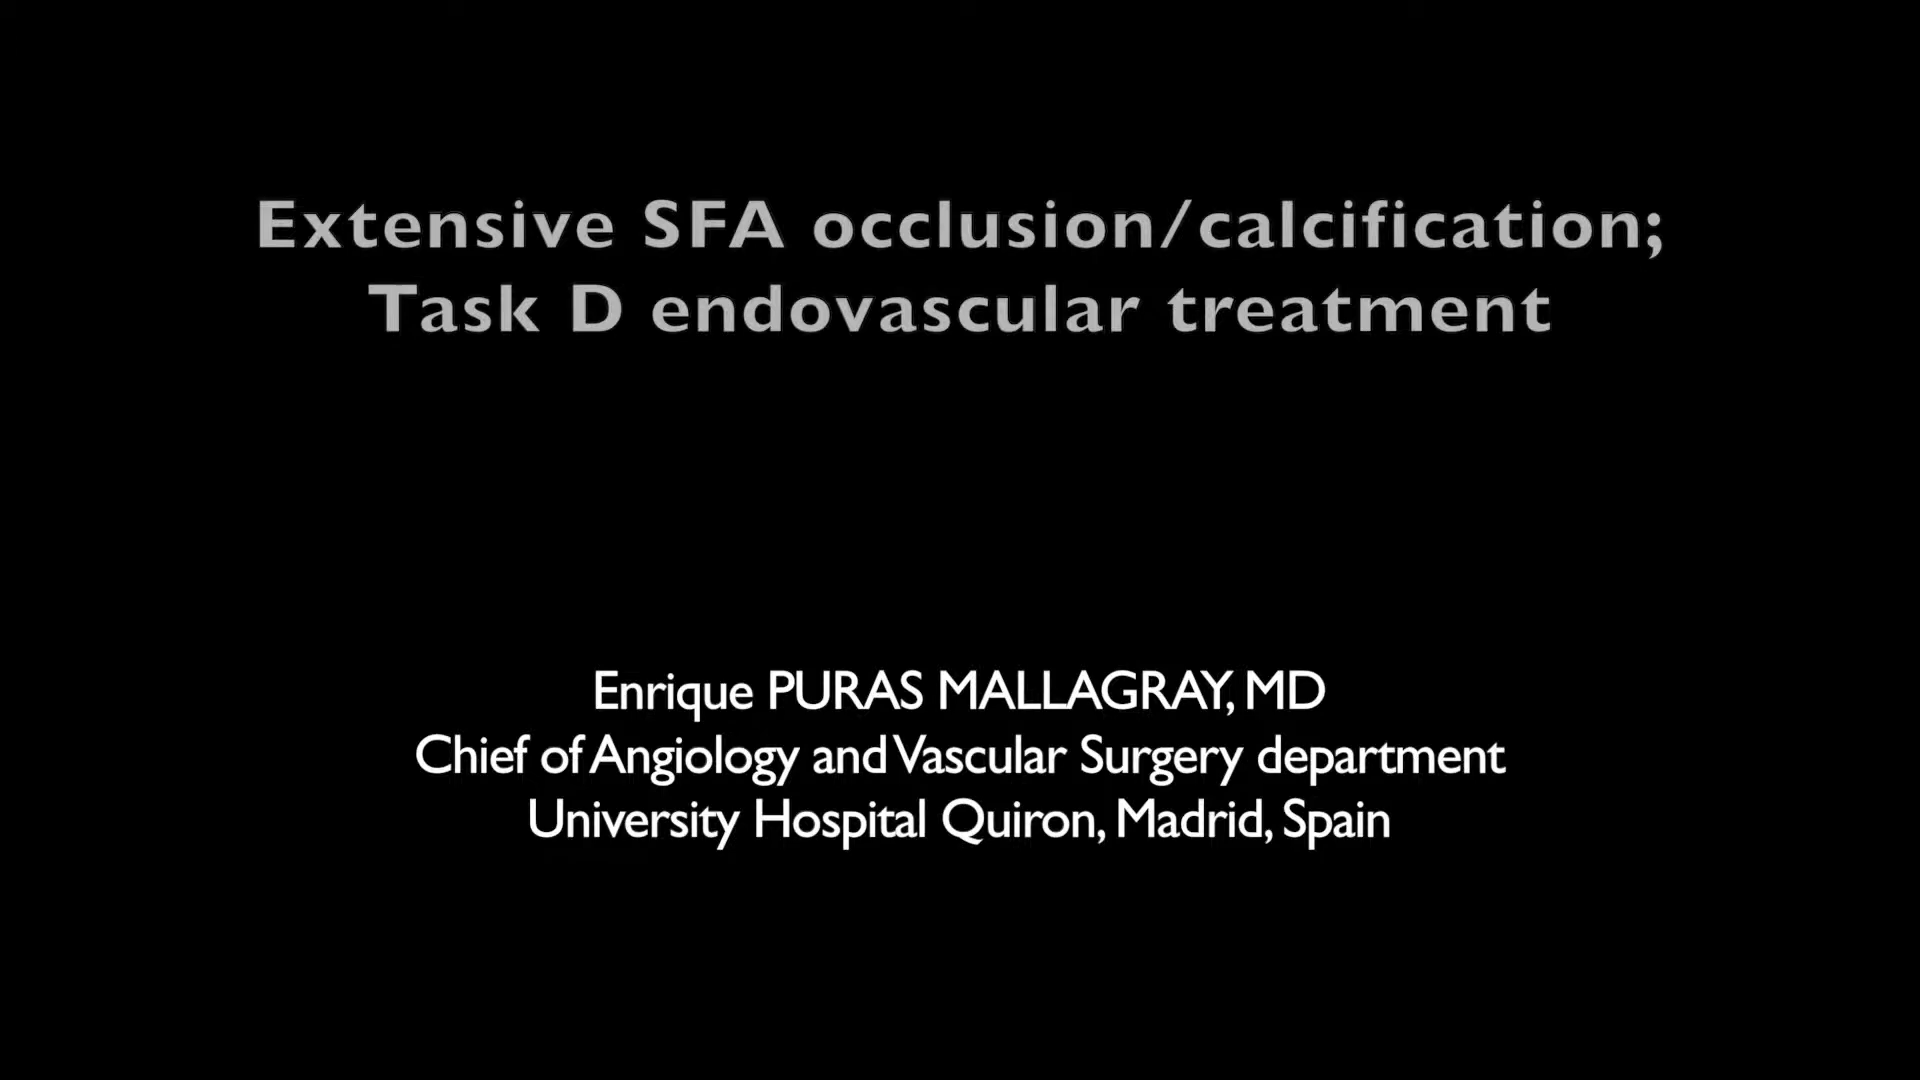 Extensive SFA occlusion/calcification;
Task D endovascular treatment
Enrique PURAS MALLAGRAY, MD
Chief of Angiology and Vascular Surgery department
University Hospital Quiron, Madrid, Spain